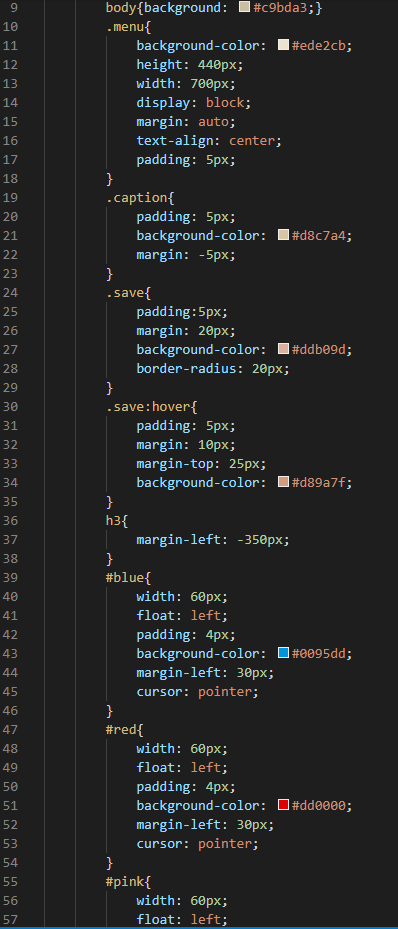 9 body{background: #c9bda3;}
10 .menu{
11 background-color: #ede2cb;
12 height: 440px;
13 width: 700px;
14 display: block;
15 margin: auto;
16 text-align: center;
17 padding: 5px;
18 }
19 .caption{
20 padding: 5px;
21 background-color: #d8c7a4;
22 margin: -5px;
23 }
24 .save{
25 padding:5px;
26 margin: 20px;
27 background-color: #ddb09d;
28 border-radius: 20px;
29 }
30 .save:hover{
31 padding: 5px;
32 margin: 10px;
33 margin-top: 25px;
34 background-color: #d89a7f;
35 }
36 h3{
37 margin-left: -350px;
38 }
39 #blue{
40 width: 60px;
41 float: left;
42 padding: 4px;
43 background-color: #0095dd;
44 margin-left: 30px;
45 cursor: pointer;
46 }
47 #red{
48 width: 60px;
49 float: left;
50 padding: 4px;
51 background-color: #dd0000;
52 margin-left: 30px;
53 cursor: pointer;
54 }
55 #pink{
56 width: 60px;
57 float: left;